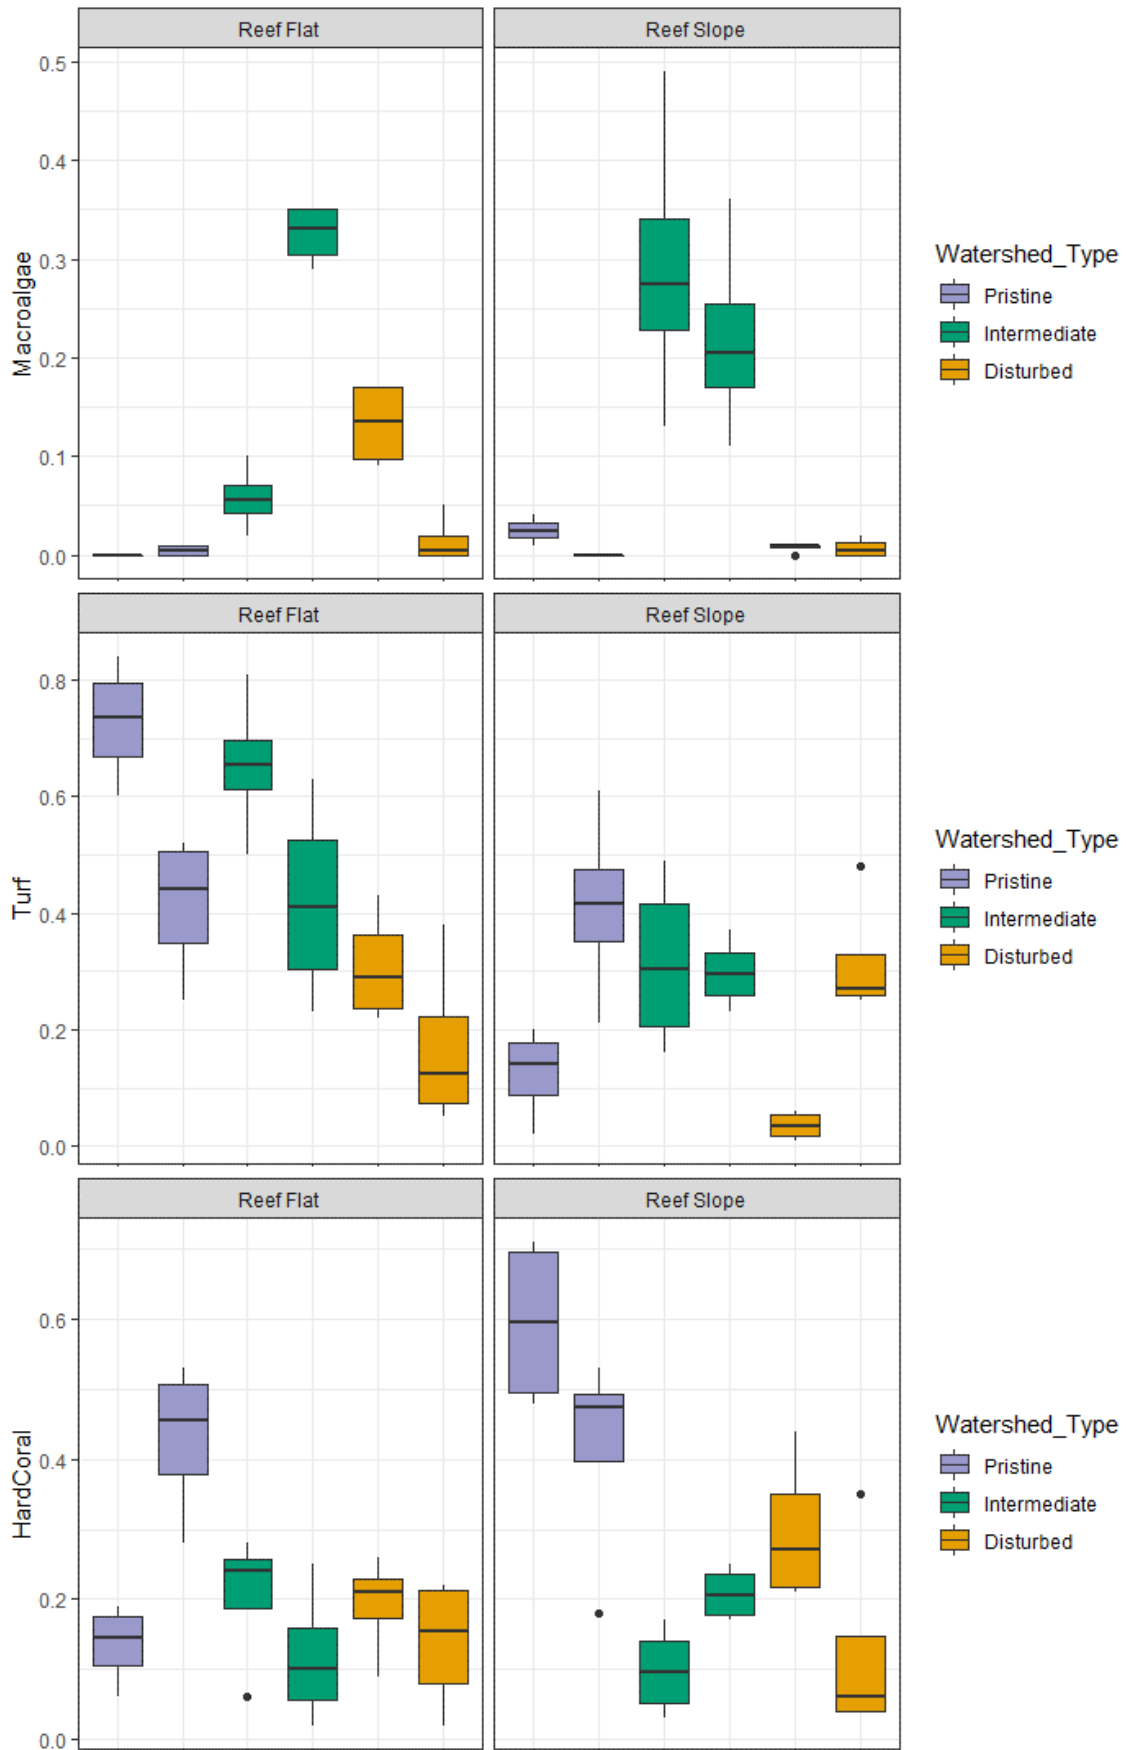 Reef Flat
Reef Slope
0.5
0.4
0.3
0.2
0.1
0.0
Macroalgae
Watershed_Type
Pristine
Intermediate
Disturbed
Reef Flat
Reef Slope
0.8
0.6
0.4
0.2
0.0
Turf
Watershed_Type
Pristine
Intermediate
Disturbed
Reef Flat
Reef Slope
0.6
0.4
0.2
0.0
HardCoral
Watershed_Type
Pristine
Intermediate
Disturbed